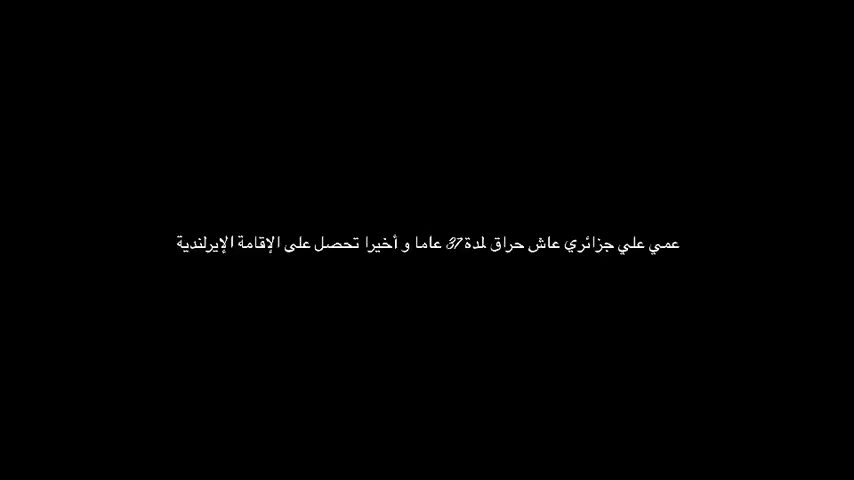 عمي علي جزائري عاش حراق لمدة 37 عاما و أخيرا تحصل على الإقامة الإيرلندية